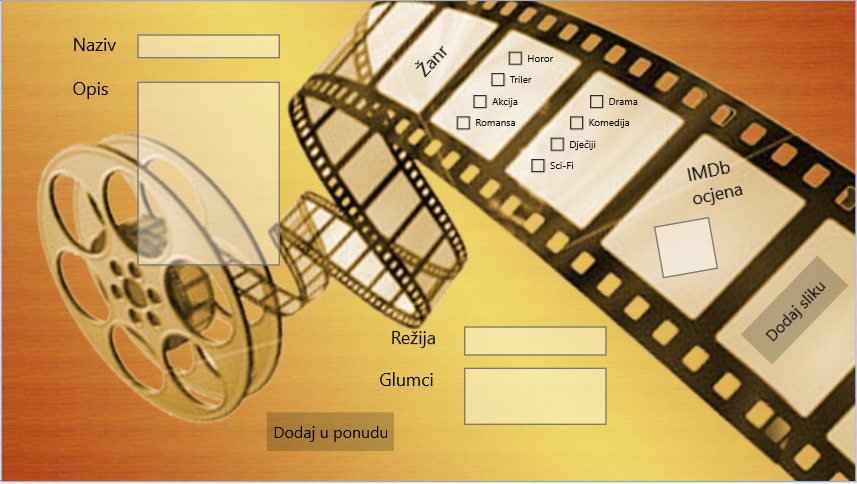 Naziv
Opis
Žanr
Horor
Triler
Akcija
Romansa
Drama
Komedija
Dječiji
Sci-Fi
IMDb
ocjena
Dodaj sliku
Režija
Glumci
Dodaj u ponudu